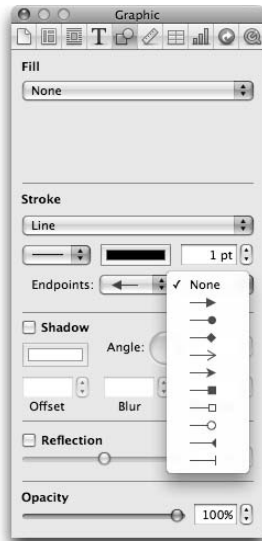 Graphic
Fill
None
Stroke
Line
1 pt
Endpoints:
None
Shadow
Angle:
Offset
Blur
Reflection
Opacity
100%